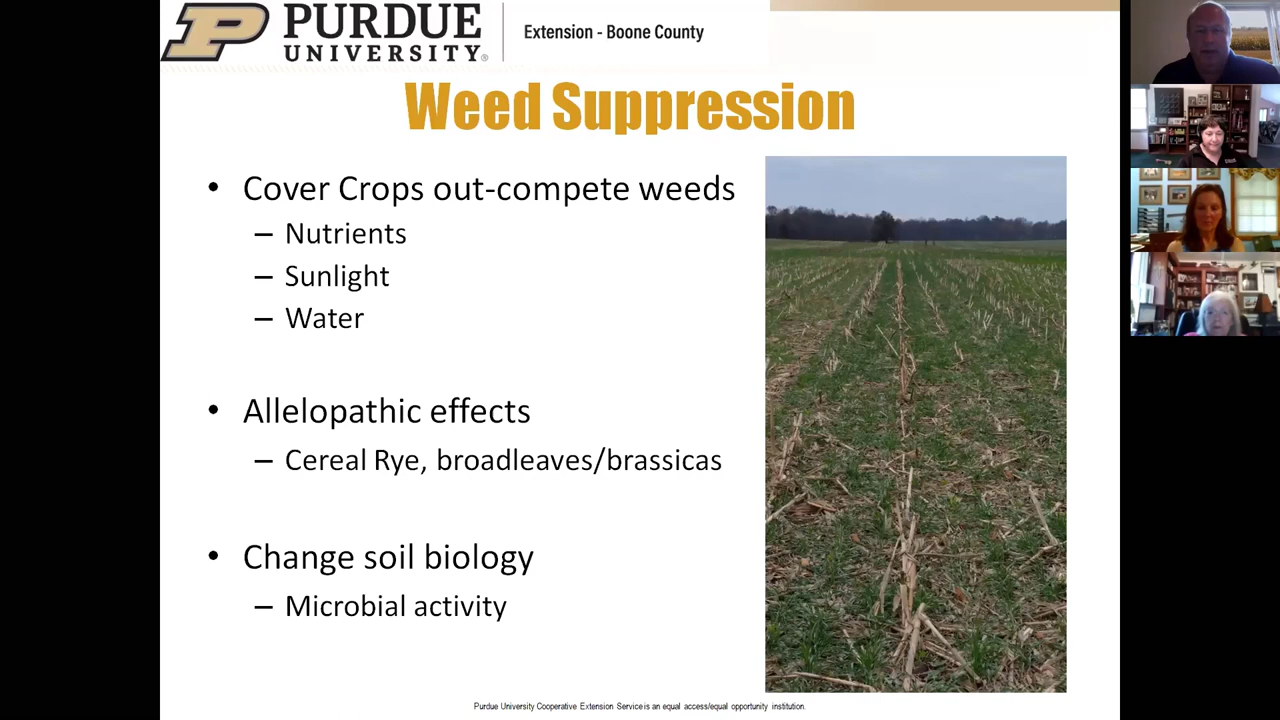 PURDUE
UNIVERSITY®
Extension - Boone County
Weed Suppression
• Cover Crops out-compete weeds
– Nutrients
– Sunlight
– Water
• Allelopathic effects
– Cereal Rye, broadleaves/brassicas
• Change soil biology
– Microbial activity
Purdue University Cooperative Extension Service is an equal access/equal opportunity institution.